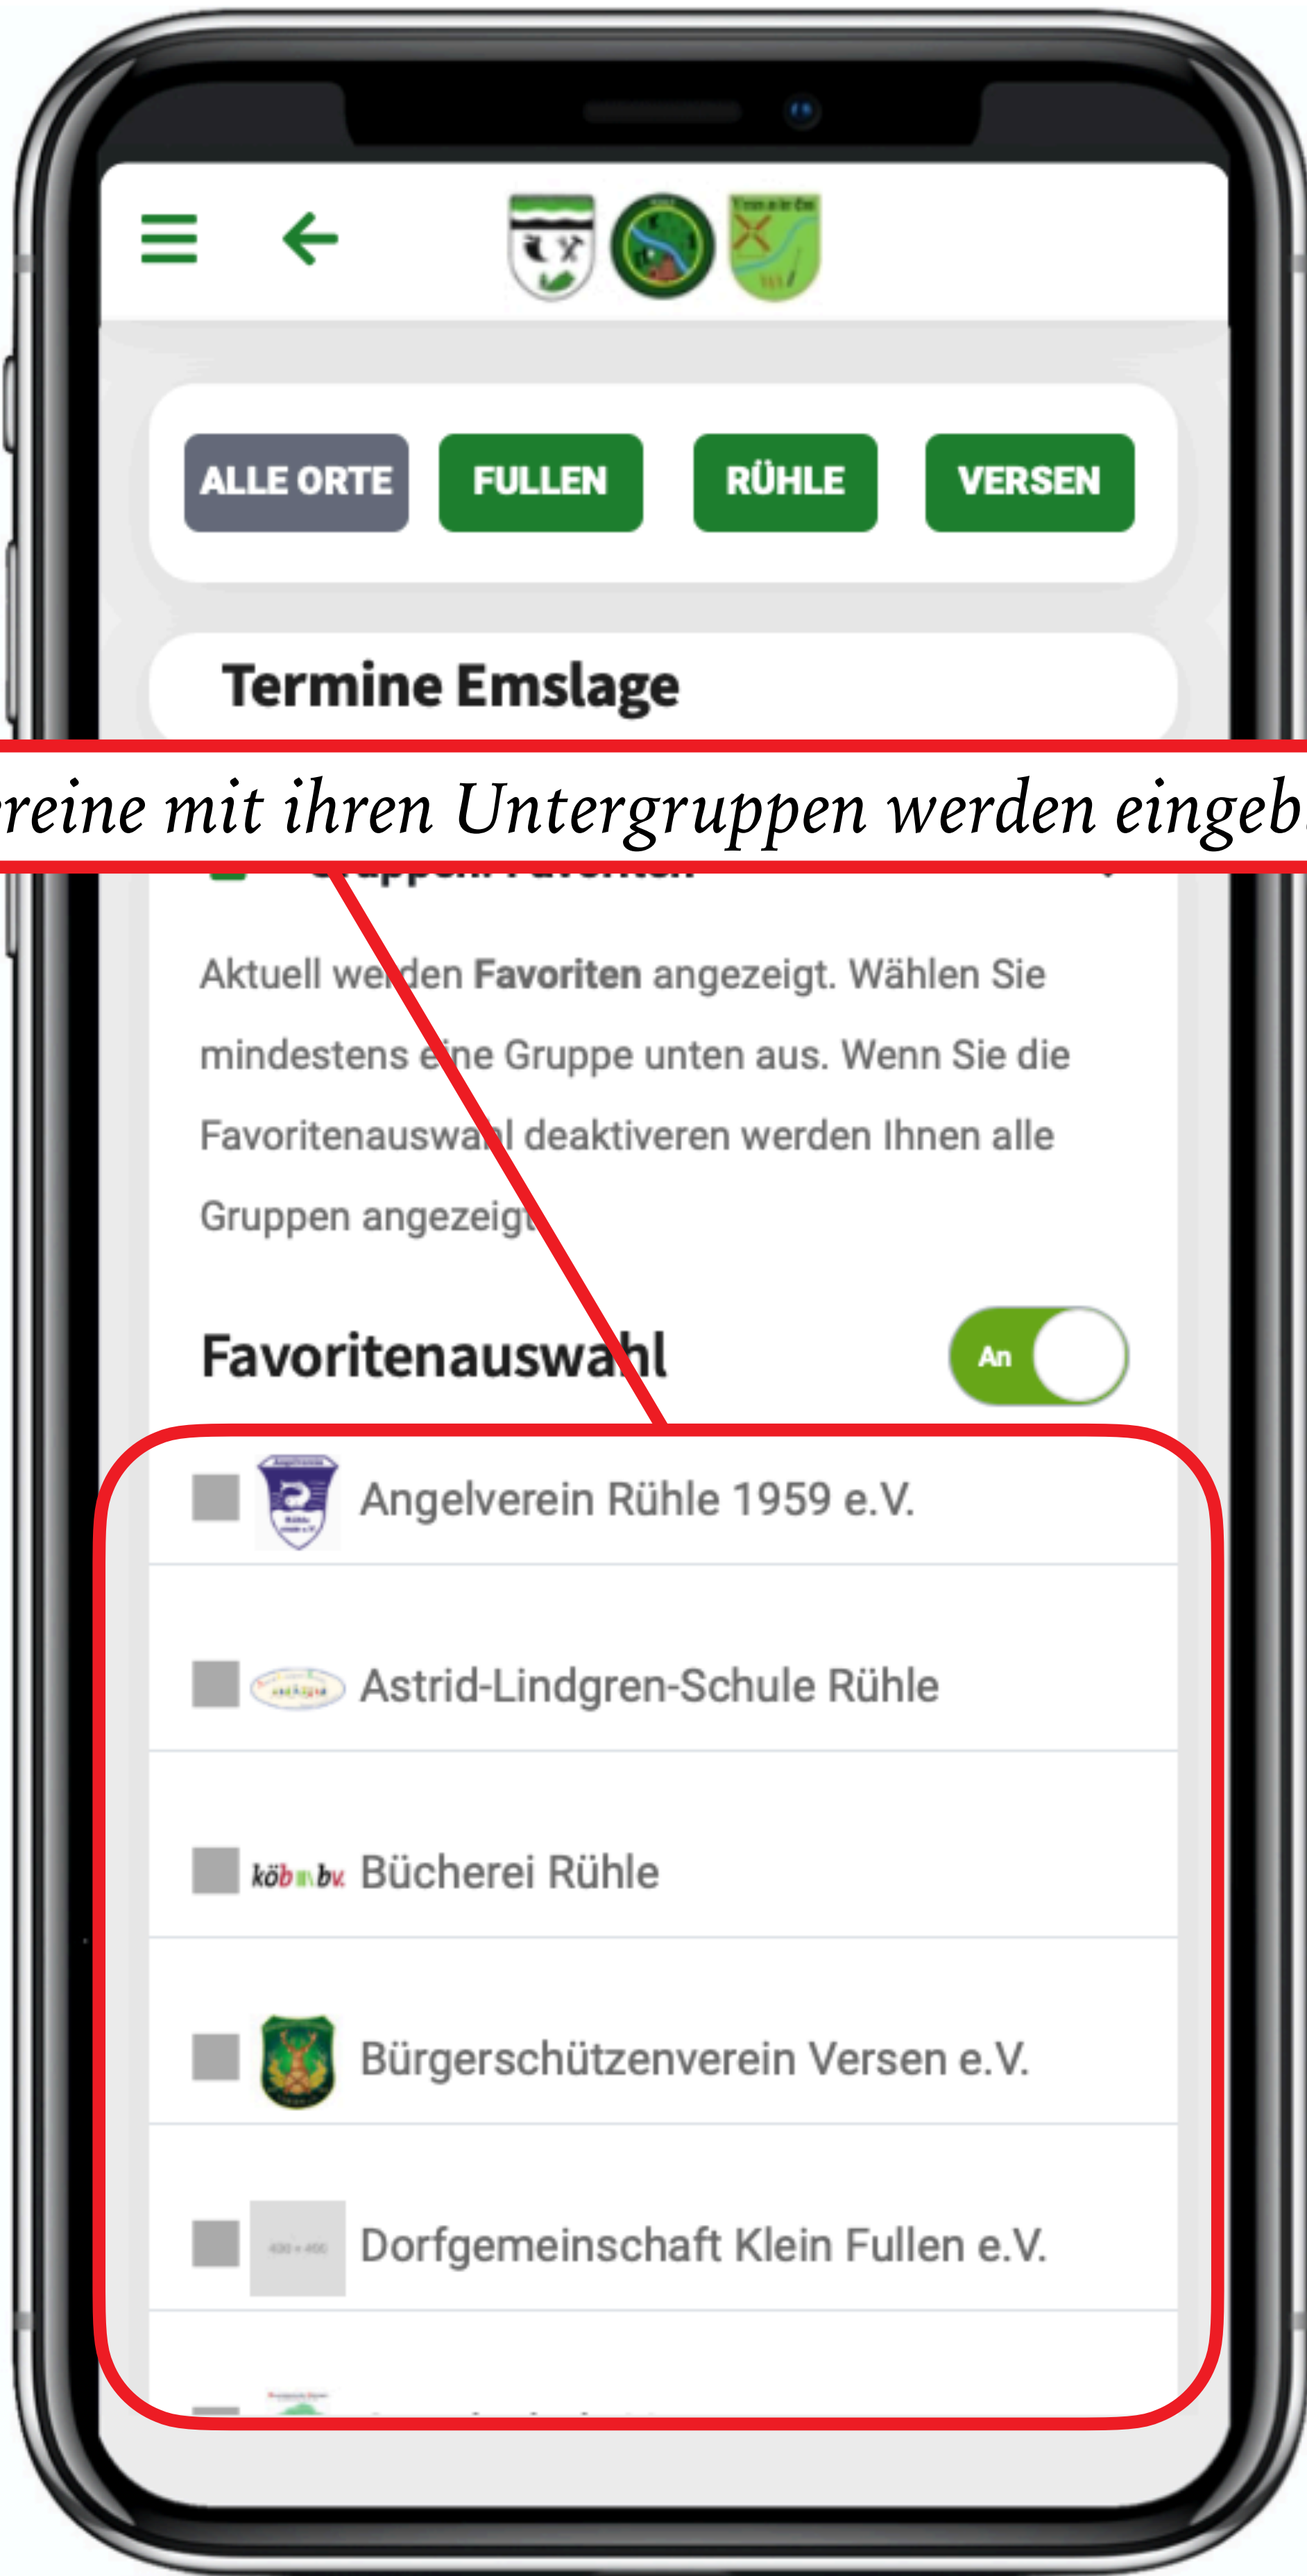 ALLE ORTE FULLEN RÜHLE VERSEN
Termine Emslage
reine mit ihren Untergruppen werden eingeb
Aktuell werden Favoriten angezeigt. Wählen Sie
mindestens eine Gruppe unten aus. Wenn Sie die
Favoritenauswahl deaktiveren werden Ihnen alle
Gruppen angezeigt
Favoritenauswahl An
Angelverein Rühle 1959 e.V.
Astrid-Lindgren-Schule Rühle
köb bv. Bücherei Rühle
Bürgerschützenverein Versen e.V.
400 x 400 Dorfgemeinschaft Klein Fullen e.V.